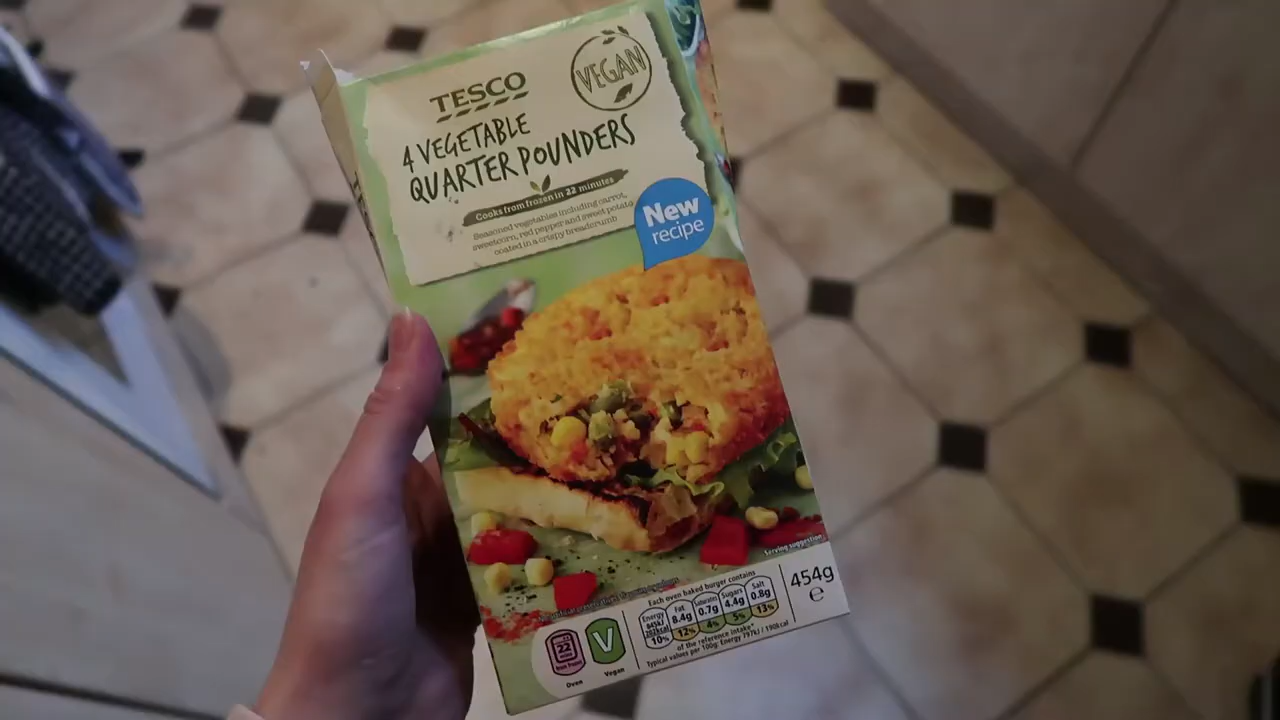 TESCO
VEGAN
4 VEGETABLE
QUARTER POUNDERS
Cooks from frozen in 22 minutes
Seasoned vegetables including carrot,
sweetcorn, red pepper and sweet potato
coated in a crispy breadcrumb
New
recipe
Serving suggestion
Each oven baked burger contains
Energy Fat Saturates Sugars Salt
845kJ 8.4g 0.7g 4.4g 0.8g
202kcal
10% 12% 4% 5% 13%
of the reference intake*
Typical values per 100g: Energy 797kJ / 190kcal
454g
e
22
mins
V
Oven
Vegan